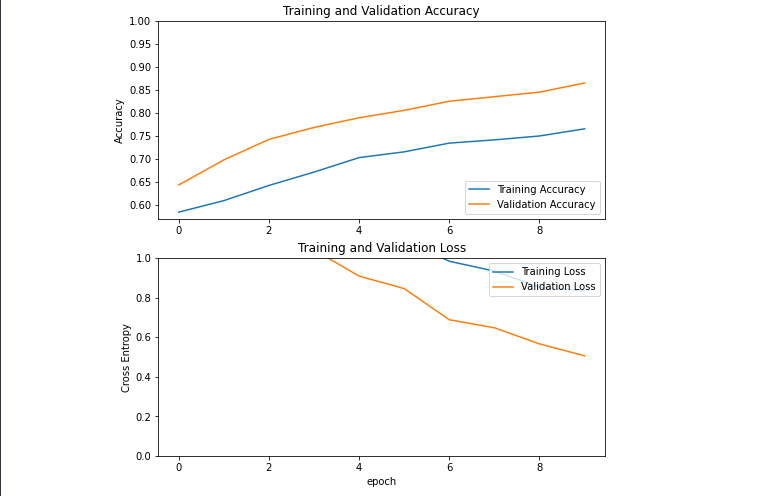 Training and Validation Accuracy
1.00
0.95
0.90
0.85
0.80
0.75
0.70
0.65
0.60
Accuracy
Training Accuracy
Validation Accuracy
0 2 4 6 8
Training and Validation Loss
1.0
0.8
0.6
0.4
0.2
0.0
Cross Entropy
Training Loss
Validation Loss
0 2 4 6 8
epoch